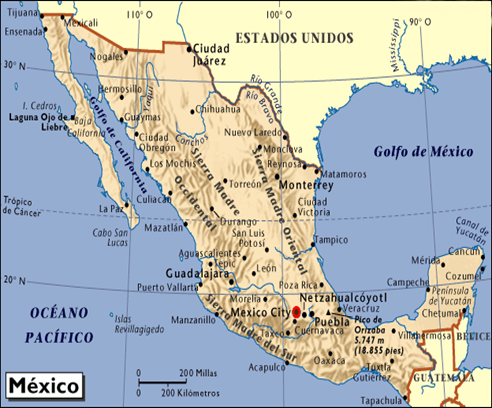 Tijuana
Mexicali
Ensenada
Nogales
Ciudad
Juárez
ESTADOS UNIDOS
Mississippi
110°
100°
90°
30° N
Río Grande
Río Bravo
Hermosillo
Yaqui
Chihuahua
I. Cedros
Laguna Ojo de
Liebre
Baja
California
Golfo de California
Guaymas
Ciudad
Obregón
Conchos
Nuevo Laredo
Monclova
Reynosa
Matamoros
Golfo de México
Los Mochis
Sierra Madre
Occidental
Sierra Madre Oriental
Torreón
Monterrey
Culiacán
La Paz
Trópico
de Cáncer
Cabo San
Lucas
Durango
Ciudad
Victoria
Mazatlán
San Luis
Potosí
Tampico
Canal de
Yucatán
Aguascalientes
Tepic
León
Guadalajara
Poza Rica
Mérida
Cancún
Cozumel
20° N
Puerto Vallarta
Morelia
Netzahualcóyotl
Mexico City
Campeche
Península
de Yucatán
Chetumal
OCÉANO
PACÍFICO
Islas
Revillagigedo
Manzanillo
Sierra Madre del Sur
Taxco
Cuernavaca
Puebla
Veracruz
Pico de
Orizaba
5.747 m
(18.855 pies)
Villahermosa
BELICE
Acapulco
Oaxaca
Tuxtla
Gutiérrez
GUATEMALA
Tapachula
México
0
200 Millas
0
200 Kilómetros